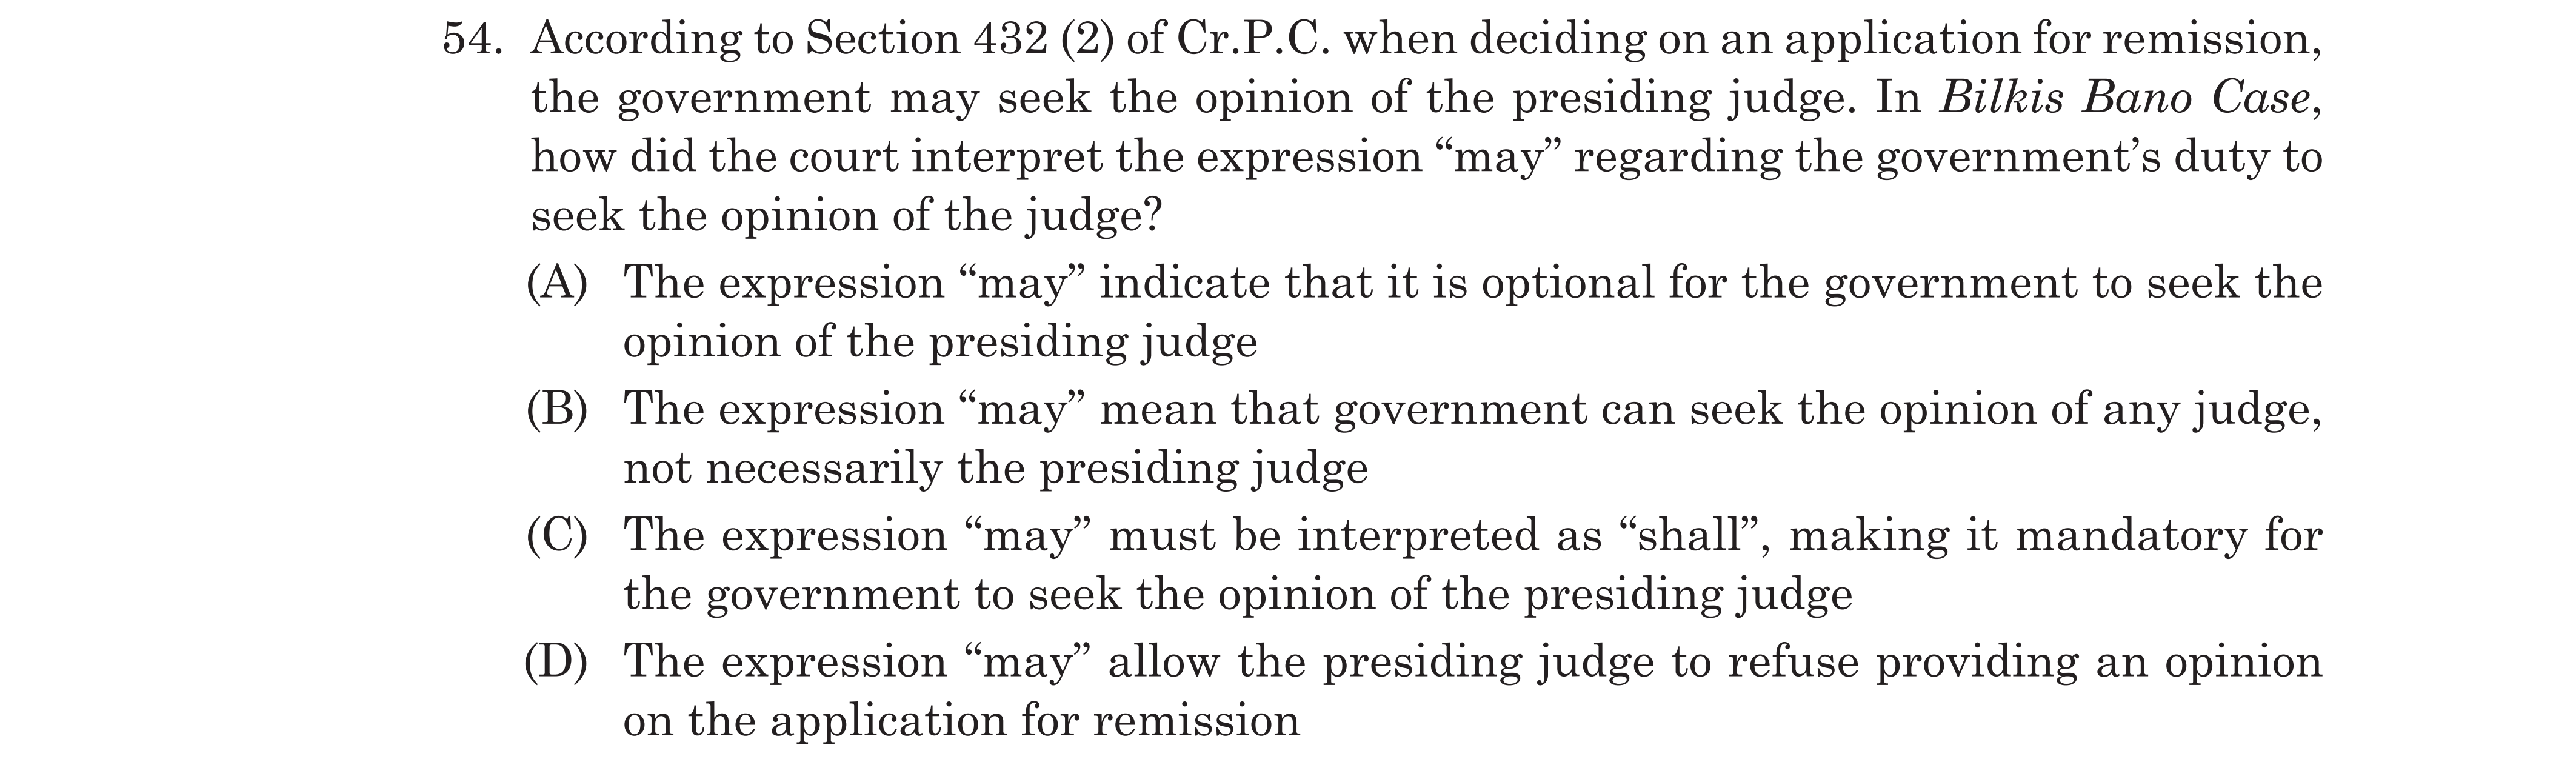 54. According to Section 432 (2) of Cr.P.C. when deciding on an application for remission,
the government may seek the opinion of the presiding judge. In Bilkis Bano Case,
how did the court interpret the expression “may” regarding the government’s duty to
seek the opinion of the judge?
(A) The expression “may” indicate that it is optional for the government to seek the
opinion of the presiding judge
(B) The expression “may” mean that government can seek the opinion of any judge,
not necessarily the presiding judge
(C) The expression “may” must be interpreted as “shall”, making it mandatory for
the government to seek the opinion of the presiding judge
(D) The expression “may” allow the presiding judge to refuse providing an opinion
on the application for remission